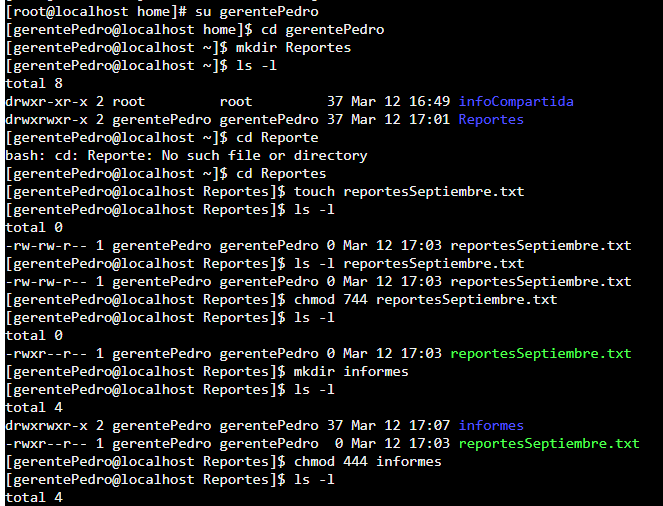 [root@localhost home]# su gerentePedro
[gerentePedro@localhost home]$ cd gerentePedro
[gerentePedro@localhost ~]$ mkdir Reportes
[gerentePedro@localhost ~]$ ls -l
total 8
drwxr-xr-x 2 root         root         37 Mar 12 16:49 infoCompartida
drwxrwxr-x 2 gerentePedro gerentePedro 37 Mar 12 17:01 Reportes
[gerentePedro@localhost ~]$ cd Reporte
bash: cd: Reporte: No such file or directory
[gerentePedro@localhost ~]$ cd Reportes
[gerentePedro@localhost Reportes]$ touch reportesSeptiembre.txt
[gerentePedro@localhost Reportes]$ ls -l
total 0
-rw-rw-r-- 1 gerentePedro gerentePedro 0 Mar 12 17:03 reportesSeptiembre.txt
[gerentePedro@localhost Reportes]$ ls -l reportesSeptiembre.txt
-rw-rw-r-- 1 gerentePedro gerentePedro 0 Mar 12 17:03 reportesSeptiembre.txt
[gerentePedro@localhost Reportes]$ chmod 744 reportesSeptiembre.txt
[gerentePedro@localhost Reportes]$ ls -l
total 0
-rwxr--r-- 1 gerentePedro gerentePedro 0 Mar 12 17:03 reportesSeptiembre.txt
[gerentePedro@localhost Reportes]$ mkdir informes
[gerentePedro@localhost Reportes]$ ls -l
total 4
drwxrwxr-x 2 gerentePedro gerentePedro 37 Mar 12 17:07 informes
-rwxr--r-- 1 gerentePedro gerentePedro  0 Mar 12 17:03 reportesSeptiembre.txt
[gerentePedro@localhost Reportes]$ chmod 444 informes
[gerentePedro@localhost Reportes]$ ls -l
total 4